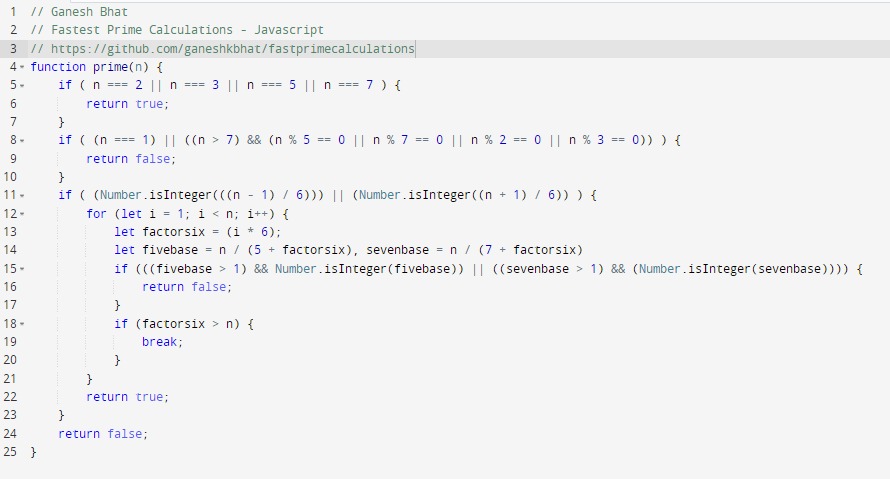 1 // Ganesh Bhat
2 // Fastest Prime Calculations - Javascript
3 // https://github.com/ganeshkbhat/fastprimecalculations
4 function prime(n) {
5 if ( n === 2 || n === 3 || n === 5 || n === 7 ) {
6 return true;
7 }
8 if ( (n === 1) || ((n > 7) && (n % 5 == 0 || n % 7 == 0 || n % 2 == 0 || n % 3 == 0)) ) {
9 return false;
10 }
11 if ( (Number.isInteger(((n - 1) / 6))) || (Number.isInteger((n + 1) / 6)) ) {
12 for (let i = 1; i < n; i++) {
13 let factorsix = (i * 6);
14 let fivebase = n / (5 + factorsix), sevenbase = n / (7 + factorsix)
15 if (((fivebase > 1) && Number.isInteger(fivebase)) || ((sevenbase > 1) && (Number.isInteger(sevenbase)))) {
16 return false;
17 }
18 if (factorsix > n) {
19 break;
20 }
21 }
22 return true;
23 }
24 return false;
25 }